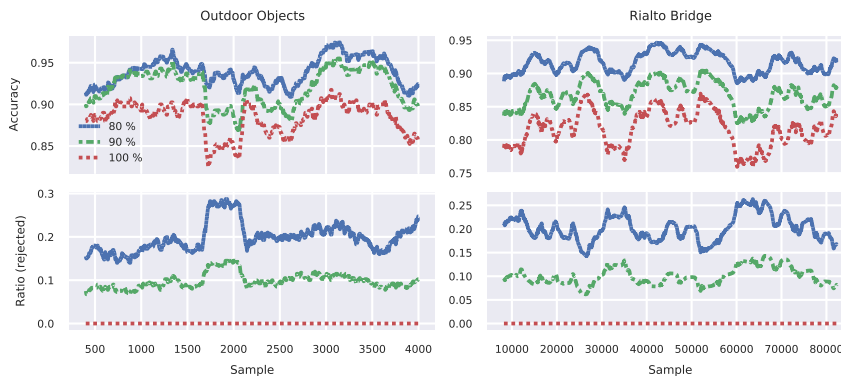 Outdoor Objects
Rialto Bridge
Accuracy
0.95
0.90
0.85
80 %
90 %
100 %
0.95
0.90
0.85
0.80
0.75
Ratio (rejected)
0.3
0.2
0.1
0.0
500 1000 1500 2000 2500 3000 3500 4000
Sample
0.25
0.20
0.15
0.10
0.05
0.00
10000 20000 30000 40000 50000 60000 70000 80000
Sample